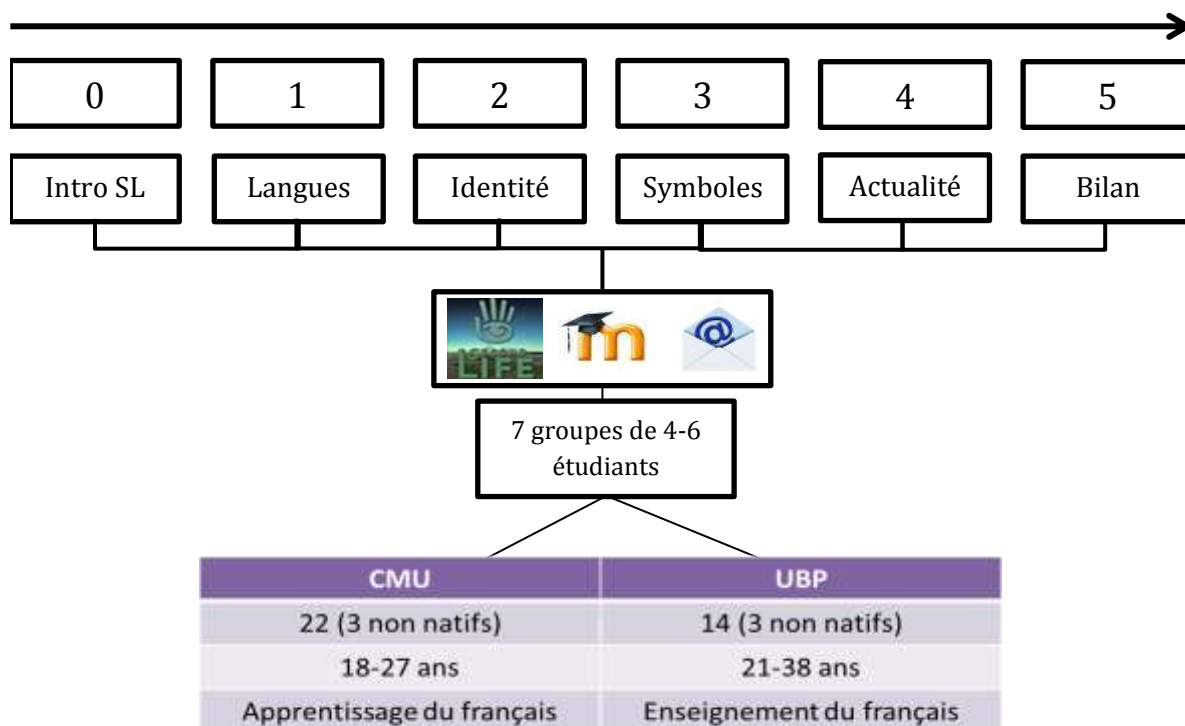 0
1
2
3
4
5
Intro SL
Langues
Identité
Symboles
Actualité
Bilan
LIFE
m
@
7 groupes de 4-6
étudiants
CMU
UBP
22 (3 non natifs)
14 (3 non natifs)
18-27 ans
21-38 ans
Apprentissage du français
Enseignement du français